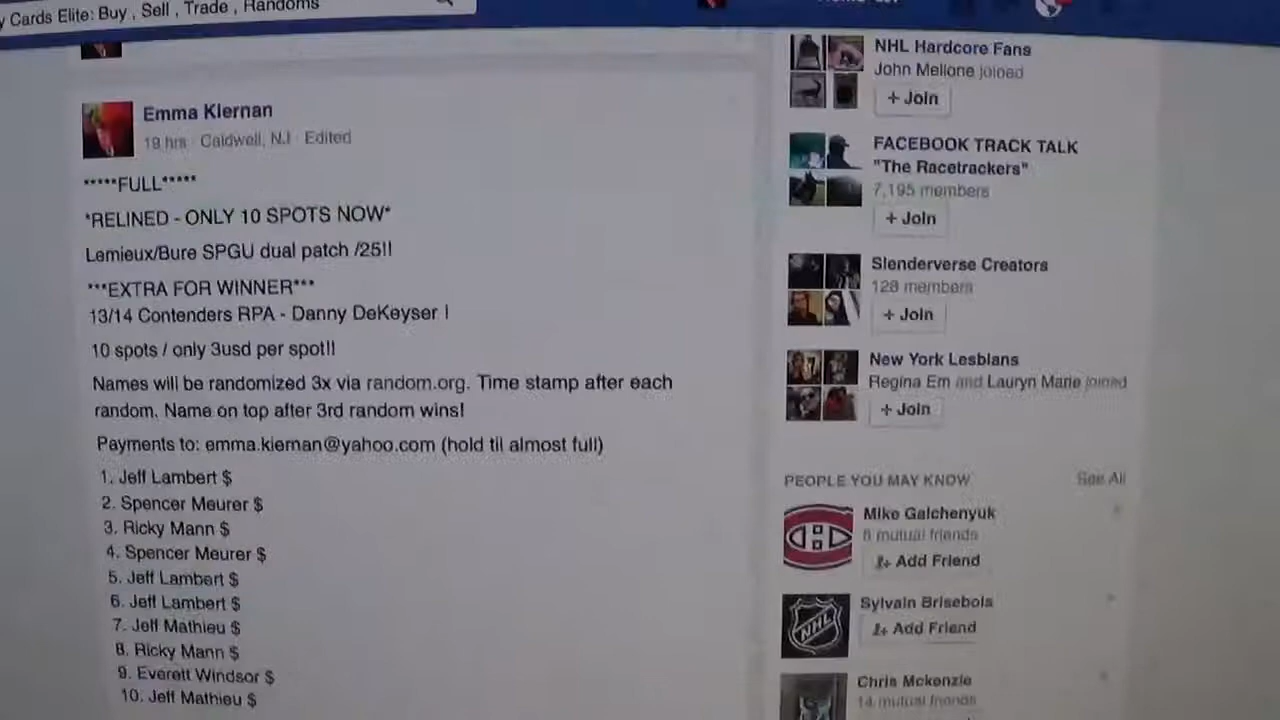 y Cards Elite: Buy , Sell , Trade , Randoms
Emma Kiernan
19 hrs · Caldwell, NJ · Edited
*****FULL*****
*RELINED - ONLY 10 SPOTS NOW*
Lemieux/Bure SPGU dual patch /25!!
***EXTRA FOR WINNER***
13/14 Contenders RPA - Danny DeKeyser !
10 spots / only 3usd per spot!!
Names will be randomized 3x via random.org. Time stamp after each
random. Name on top after 3rd random wins!
Payments to: emma.kiernan@yahoo.com (hold til almost full)
1. Jeff Lambert $
2. Spencer Meurer $
3. Ricky Mann $
4. Spencer Meurer $
5. Jeff Lambert $
6. Jeff Lambert $
7. Jeff Mathieu $
8. Ricky Mann $
9. Everett Windsor $
10. Jeff Mathieu $
NHL Hardcore Fans
John Mellone joined
+ Join
FACEBOOK TRACK TALK
"The Racetrackers"
7,195 members
+ Join
Slenderverse Creators
128 members
+ Join
New York Lesbians
Regina Em and Lauryn Marie joined
+ Join
PEOPLE YOU MAY KNOW
See All
Mike Galchenyuk
6 mutual friends
Add Friend
NHL
Sylvain Brisebois
Add Friend
Chris Mckenzie
14 mutual friends